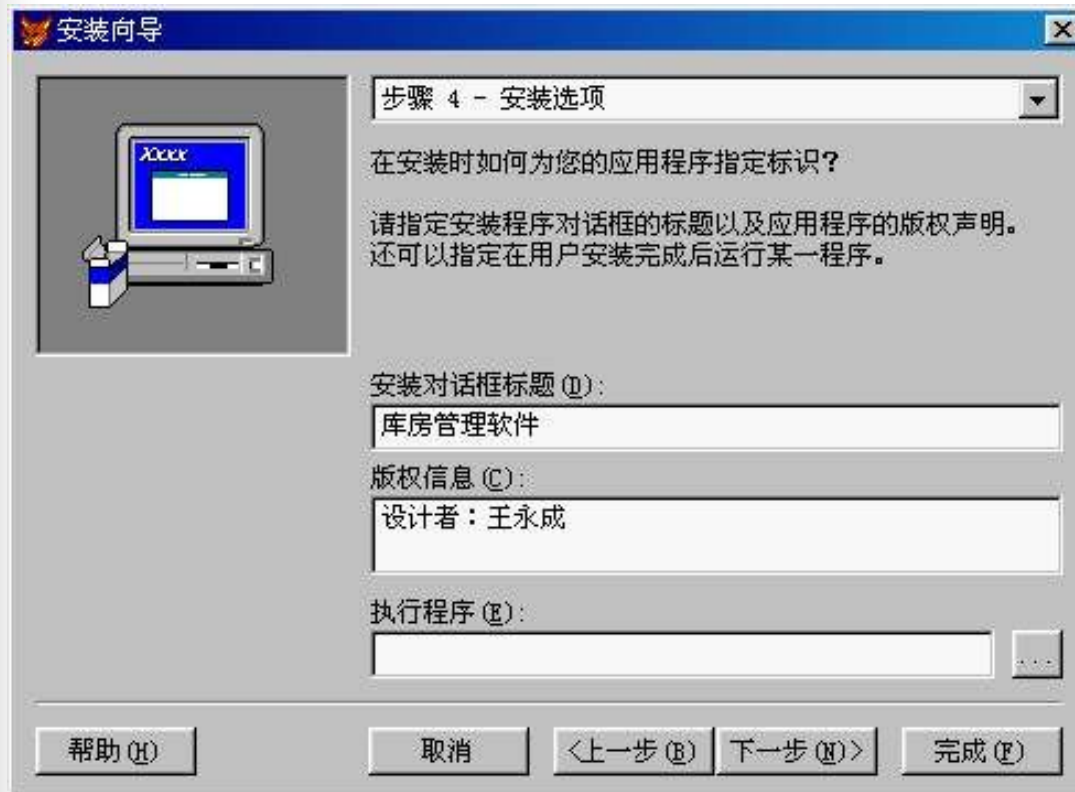 安装向导
步骤 4 - 安装选项
Xxxx
在安装时如何为您的应用程序指定标识?
请指定安装程序对话框的标题以及应用程序的版权声明。
还可以指定在用户安装完成后运行某一程序。
安装对话框标题(D):
库房管理软件
版权信息(C):
设计者：王永成
执行程序(E):
...
帮助(H) 取消 <上一步(B) 下一步(N)> 完成(F)